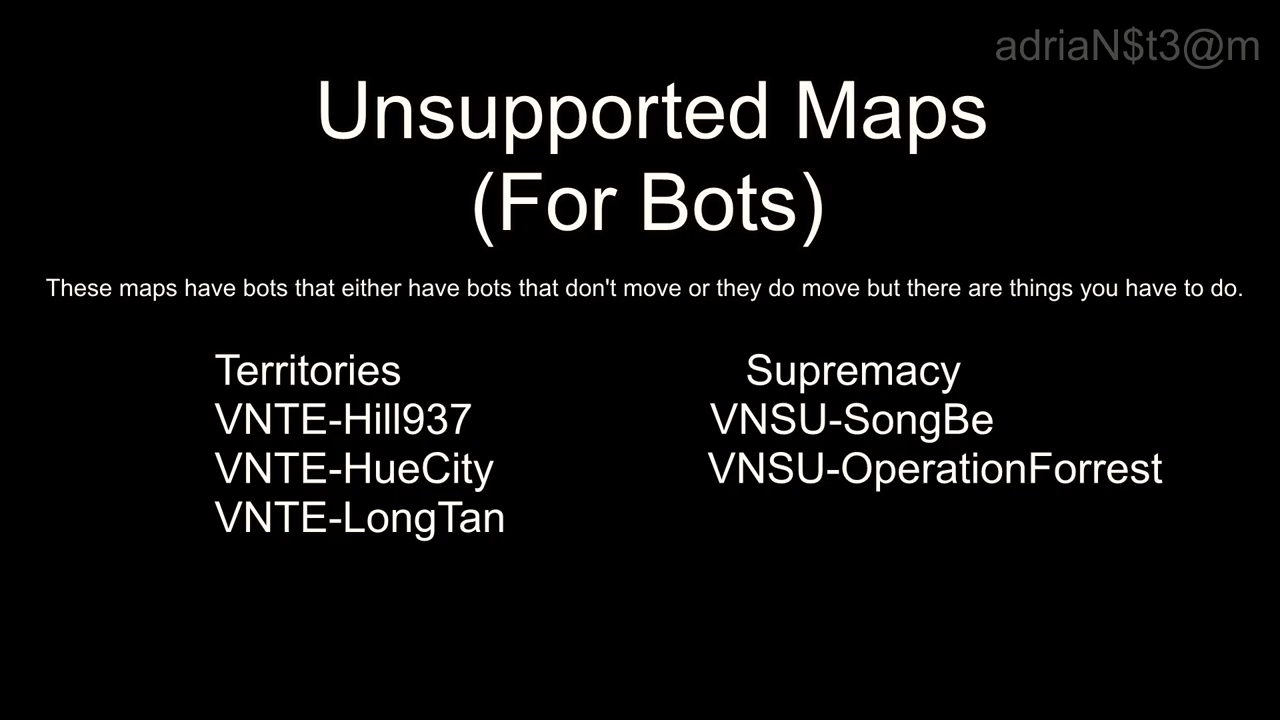 adriaN$t3@m
Unsupported Maps
(For Bots)
These maps have bots that either have bots that don't move or they do move but there are things you have to do.
Territories
VNTE-Hill937
VNTE-HueCity
VNTE-LongTan
Supremacy
VNSU-SongBe
VNSU-OperationForrest